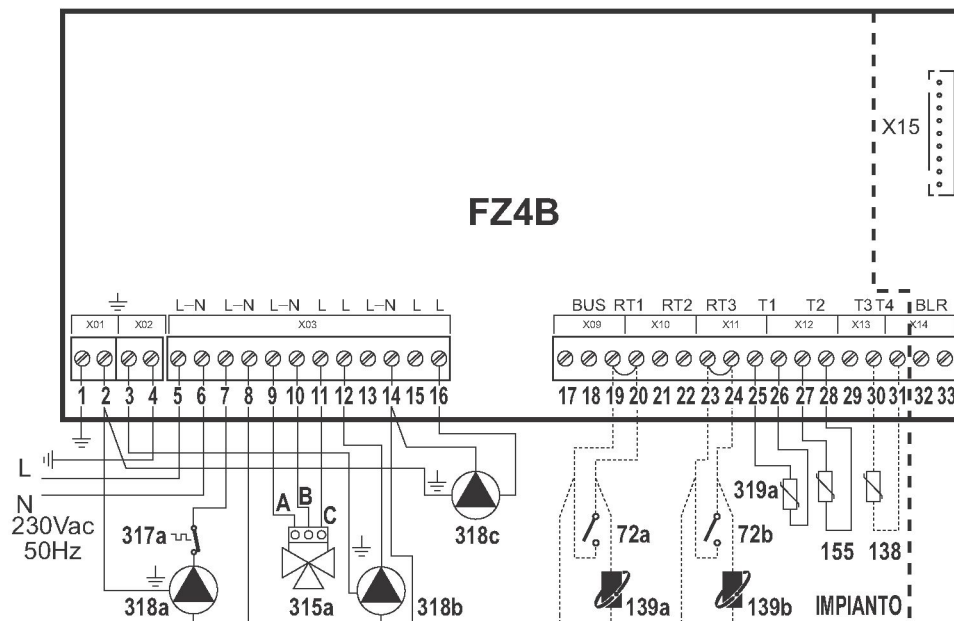 X15
FZ4B
L–N L–N L–N L L L–N L L
BUS RT1 RT2 RT3 T1 T2 T3 T4 BLR
X01 X02 X03 X09 X10 X11 X12 X13 X14
1 2 3 4 5 6 7 8 9 10 11 12 13 14 15 16 17 18 19 20 21 22 23 24 25 26 27 28 29 30 31 32 33
L
N
230Vac
50Hz
A B C
317a
318a
315a
318b
318c
72a
72b
319a
155
138
139a
139b
IMPIANTO